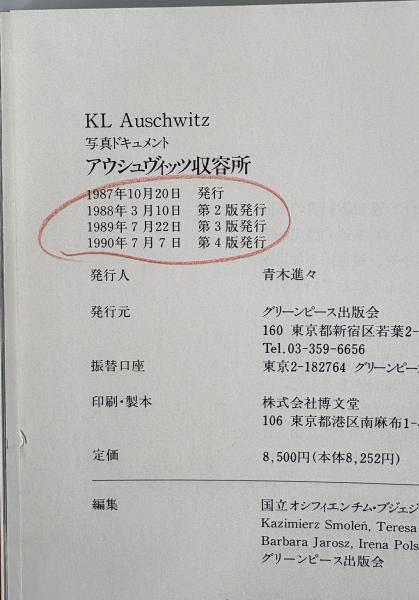 KL Auschwitz
写真ドキュメント
アウシュヴィッツ収容所
1987年10月20日 発行
1988年3月10日 第2版発行
1989年7月22日 第3版発行
1990年7月7日 第4版発行
発行人 青木進々
発行元 グリーンピース出版会
160 東京都新宿区若葉2-
Tel.03-359-6656
振替口座 東京2-182764 グリーンピー
印刷・製本 株式会社博文堂
106 東京都港区南麻布1-
定価 8,500円(本体8,252円)
編集 国立オシフィエンチム・ブジェジ
Kazimierz Smoleń, Teresa
Barbara Jarosz, Irena Pols
グリーンピース出版会